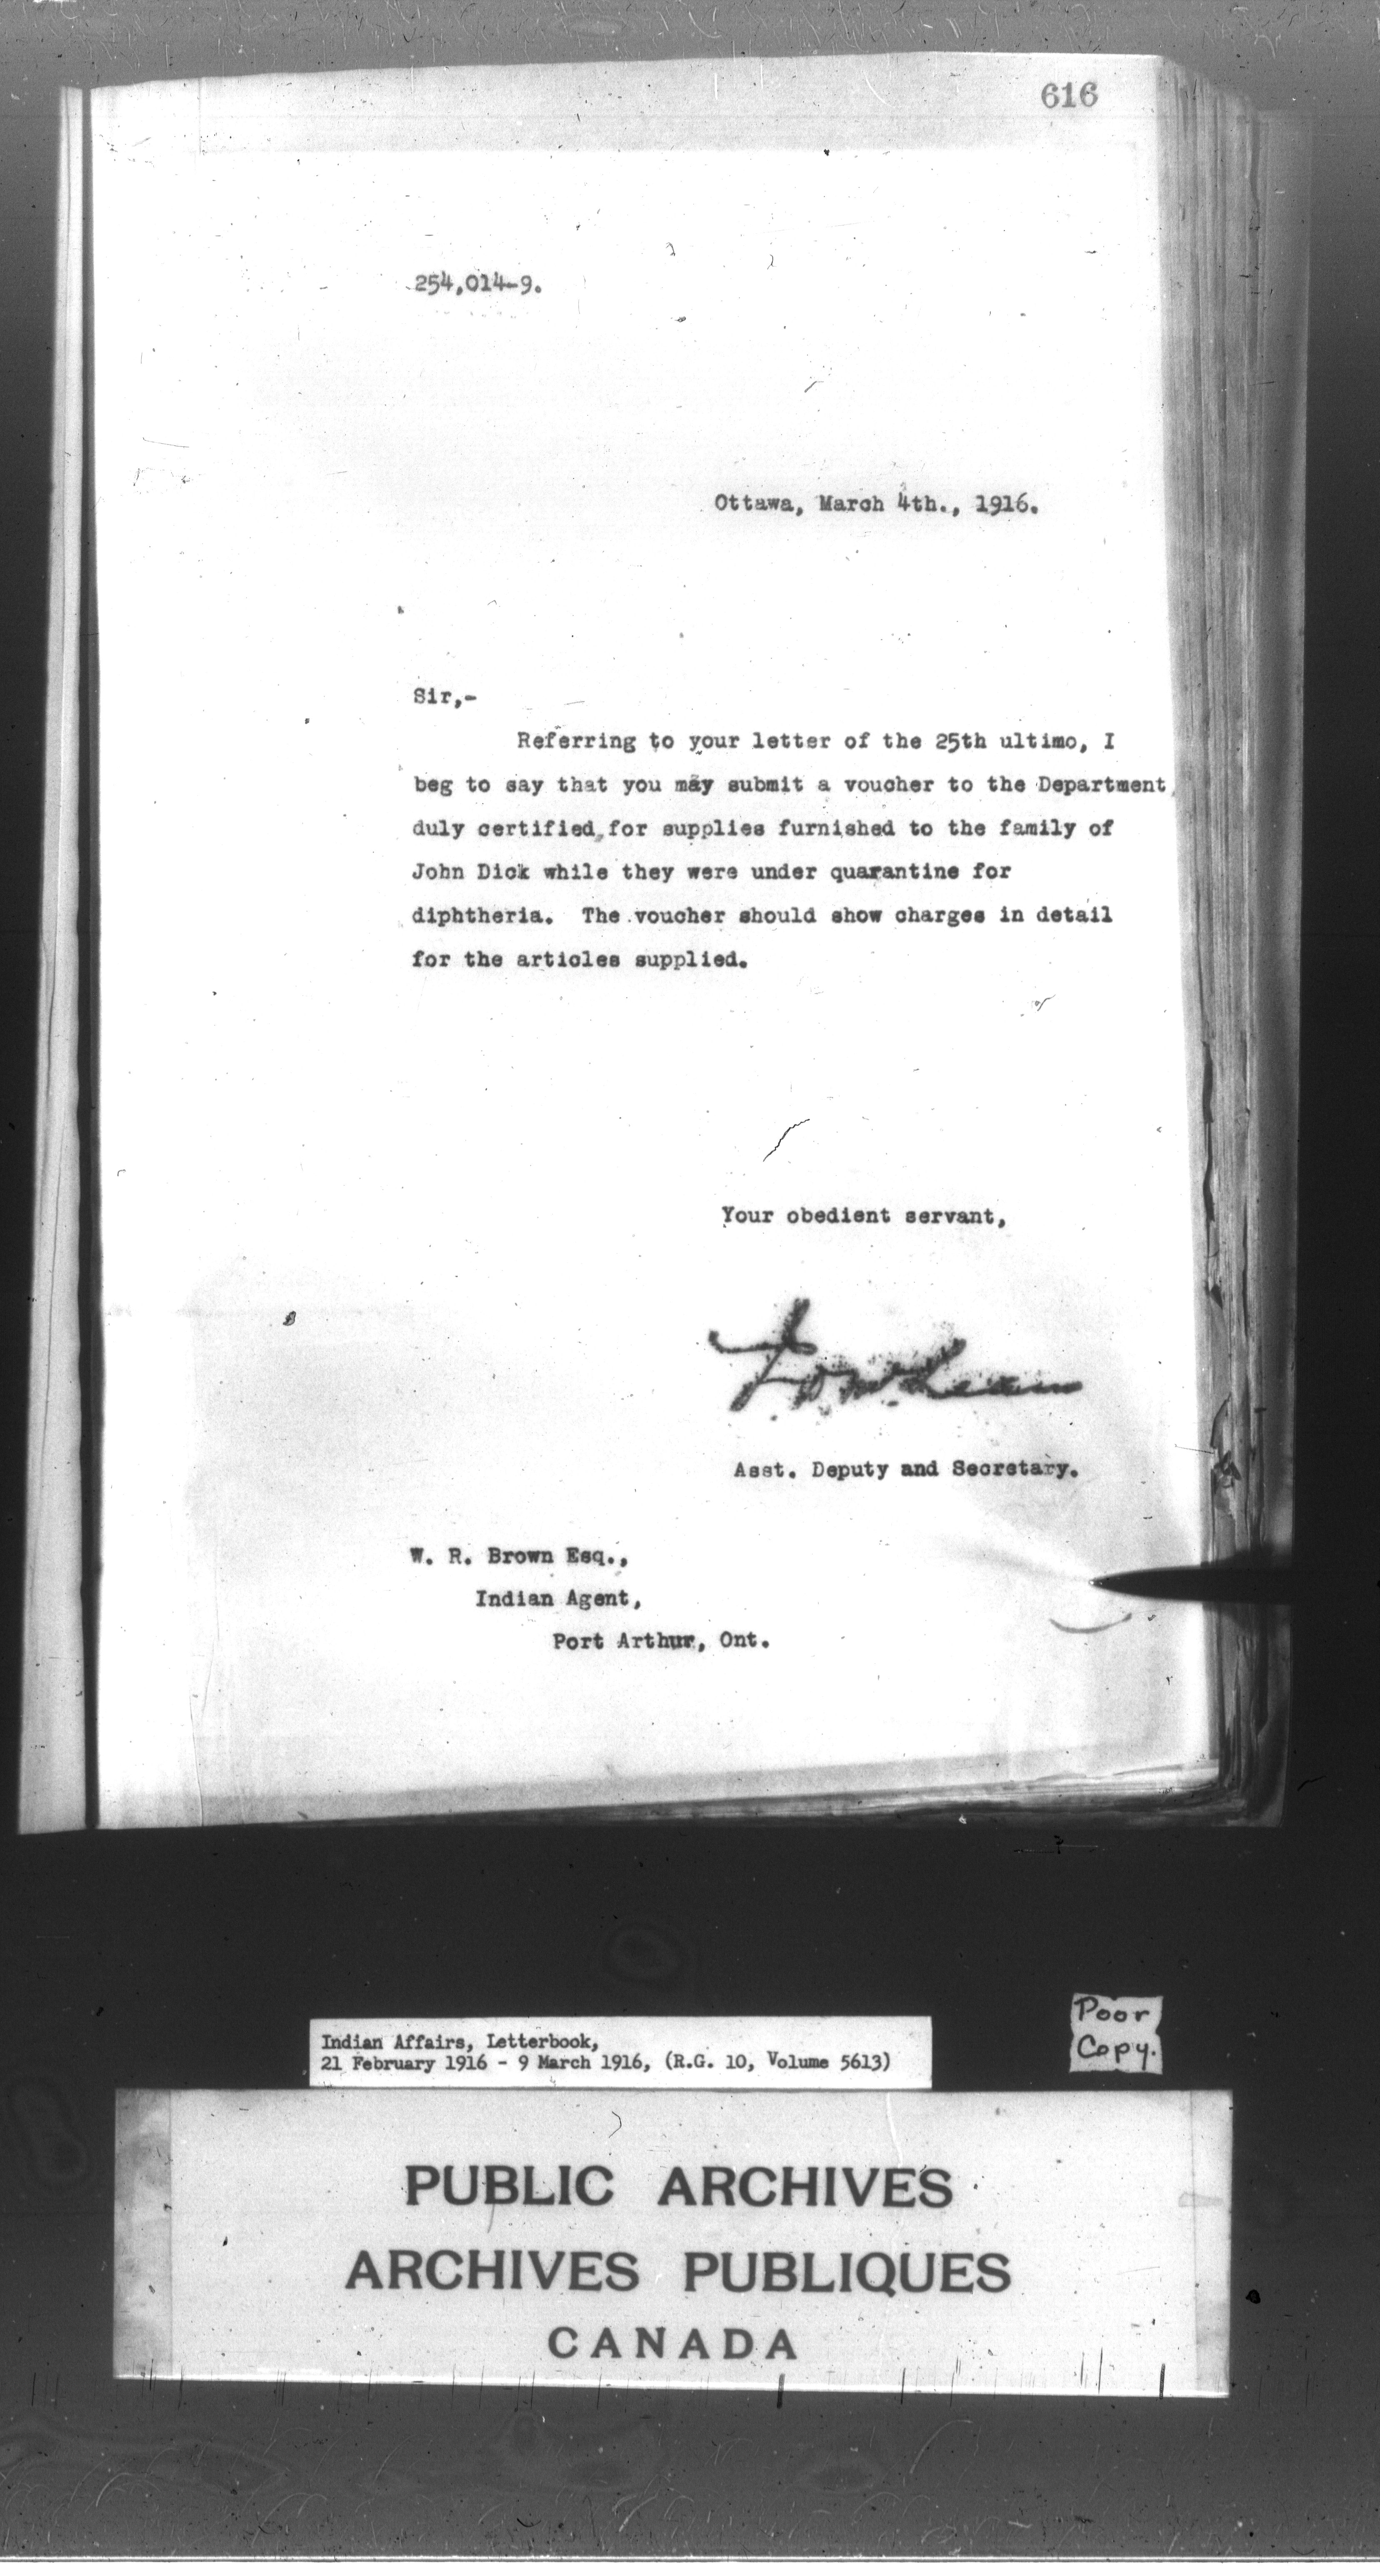 616
254,014-9.
Ottawa, March 4th., 1916.
Sir,-
Referring to your letter of the 25th ultimo, I
beg to say that you may submit a voucher to the Department,
duly certified, for supplies furnished to the family of
John Dick while they were under quarantine for
diphtheria. The voucher should show charges in detail
for the articles supplied.
Your obedient servant,
Asst. Deputy and Secretary.
W. R. Brown Esq.,
Indian Agent,
Port Arthur, Ont.
Poor
Copy.
Indian Affairs, Letterbook,
21 February 1916 - 9 March 1916, (R.G. 10, Volume 5613)
PUBLIC ARCHIVES
ARCHIVES PUBLIQUES
CANADA